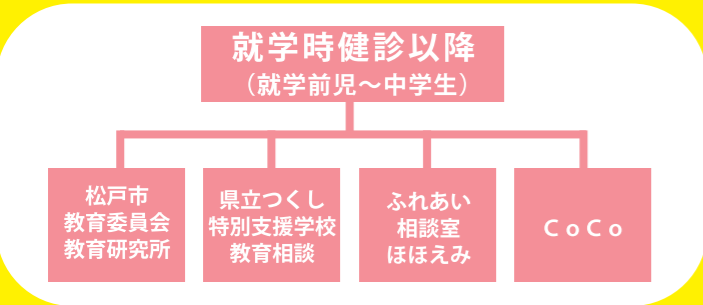 就学時健診以降
（就学前児～中学生）
松戸市
教育委員会
教育研究所
県立つくし
特別支援学校
教育相談
ふれあい
相談室
ほほえみ
ＣｏＣｏ